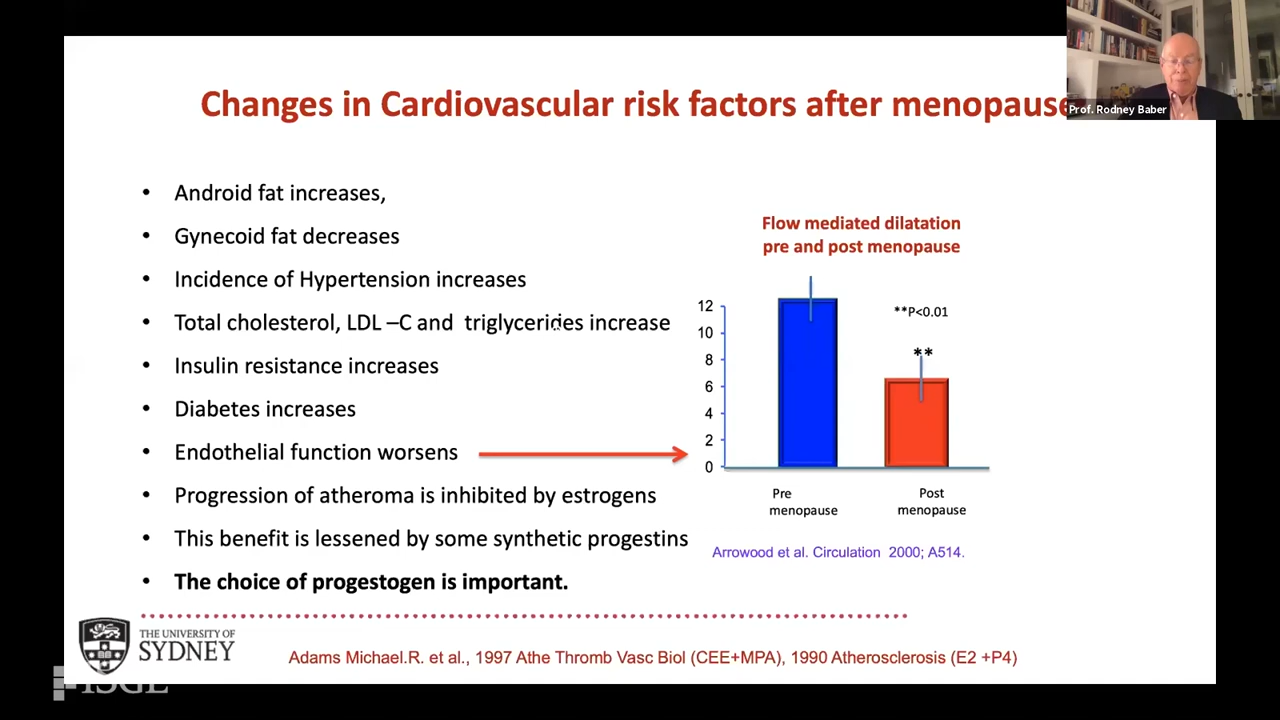 Changes in Cardiovascular risk factors after menopause
Prof. Rodney Baber
• Android fat increases,
• Gynecoid fat decreases
• Incidence of Hypertension increases
• Total cholesterol, LDL –C and triglycerides increase
• Insulin resistance increases
• Diabetes increases
• Endothelial function worsens
• Progression of atheroma is inhibited by estrogens
• This benefit is lessened by some synthetic progestins
• The choice of progestogen is important.
Flow mediated dilatation
pre and post menopause
12
10
8
6
4
2
0
**P<0.01
**
Pre
menopause
Post
menopause
Arrowood et al. Circulation 2000; A514.
THE UNIVERSITY OF
SYDNEY
Adams Michael.R. et al., 1997 Athe Thromb Vasc Biol (CEE+MPA), 1990 Atherosclerosis (E2 +P4)